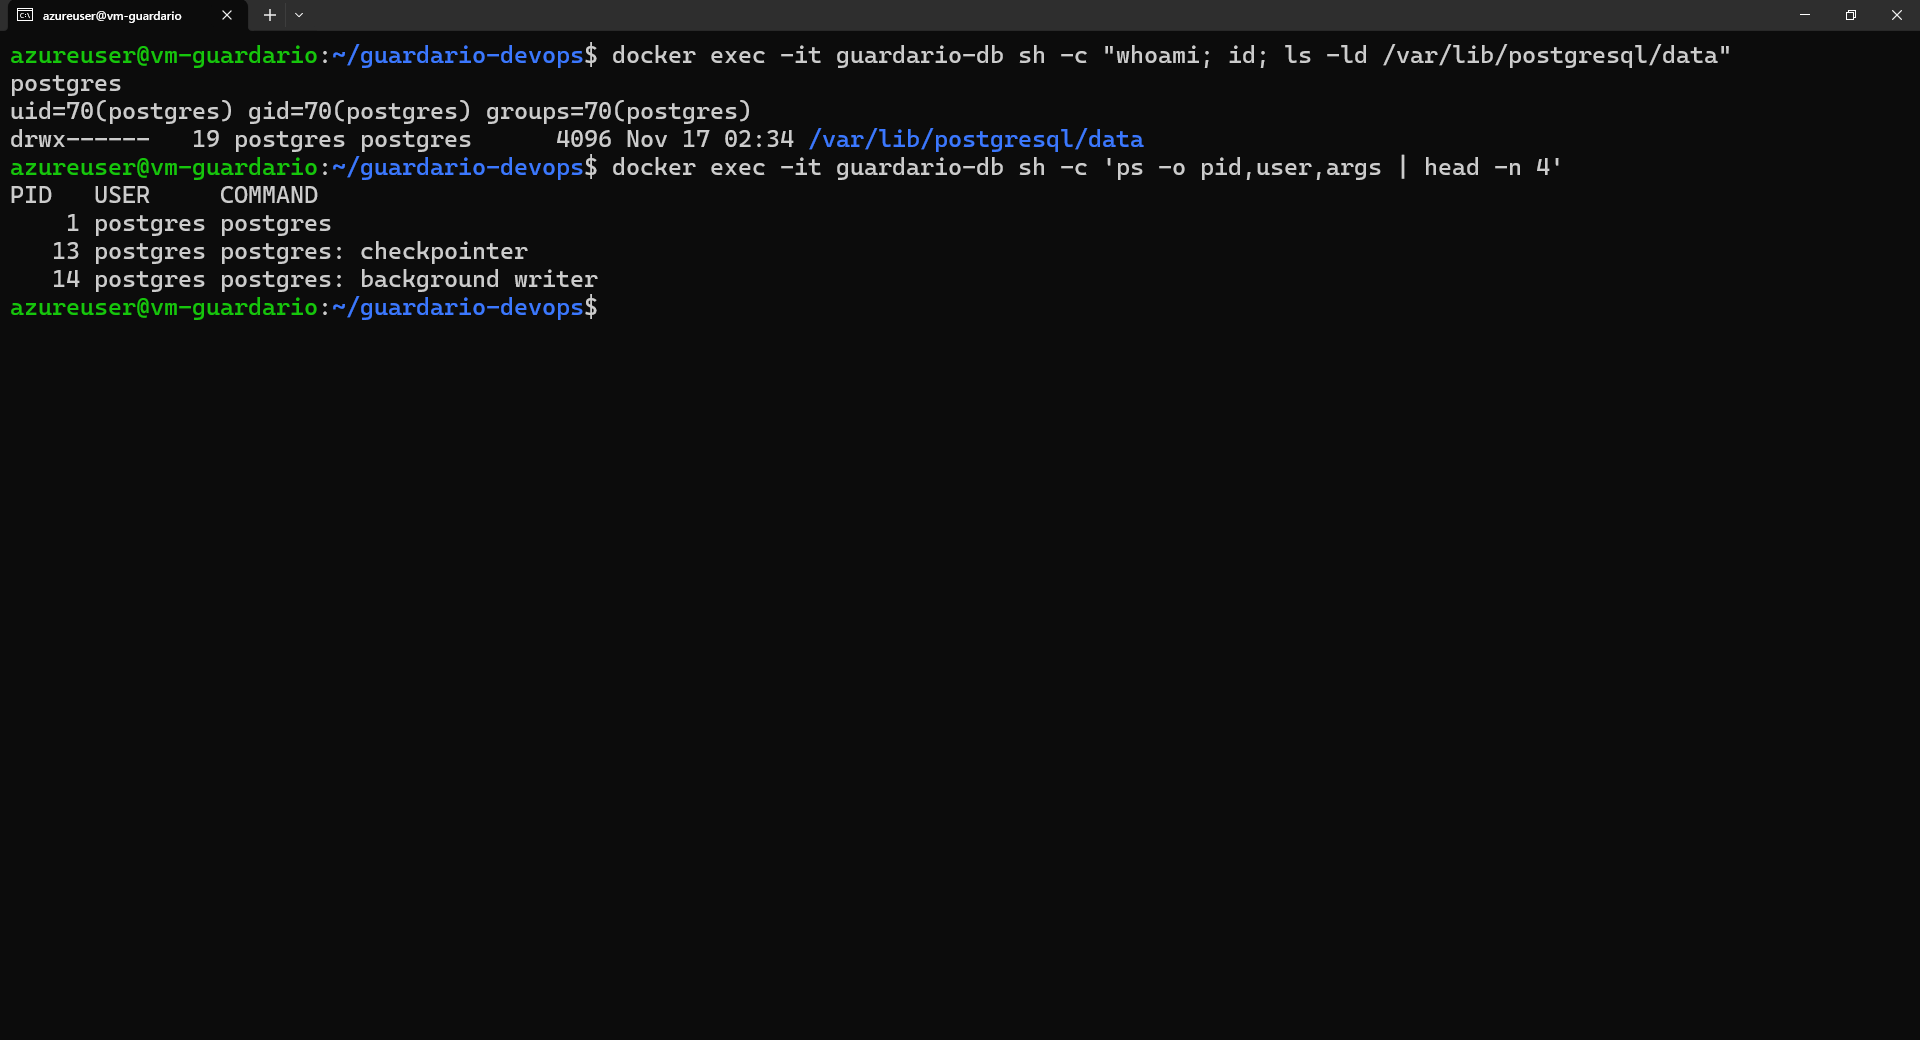 azureuser@vm-guardario
azureuser@vm-guardario:~/guardario-devops$ docker exec -it guardario-db sh -c "whoami; id; ls -ld /var/lib/postgresql/data"
postgres
uid=70(postgres) gid=70(postgres) groups=70(postgres)
drwx------   19 postgres postgres      4096 Nov 17 02:34 /var/lib/postgresql/data
azureuser@vm-guardario:~/guardario-devops$ docker exec -it guardario-db sh -c 'ps -o pid,user,args | head -n 4'
PID   USER     COMMAND
    1 postgres postgres
   13 postgres postgres: checkpointer
   14 postgres postgres: background writer
azureuser@vm-guardario:~/guardario-devops$